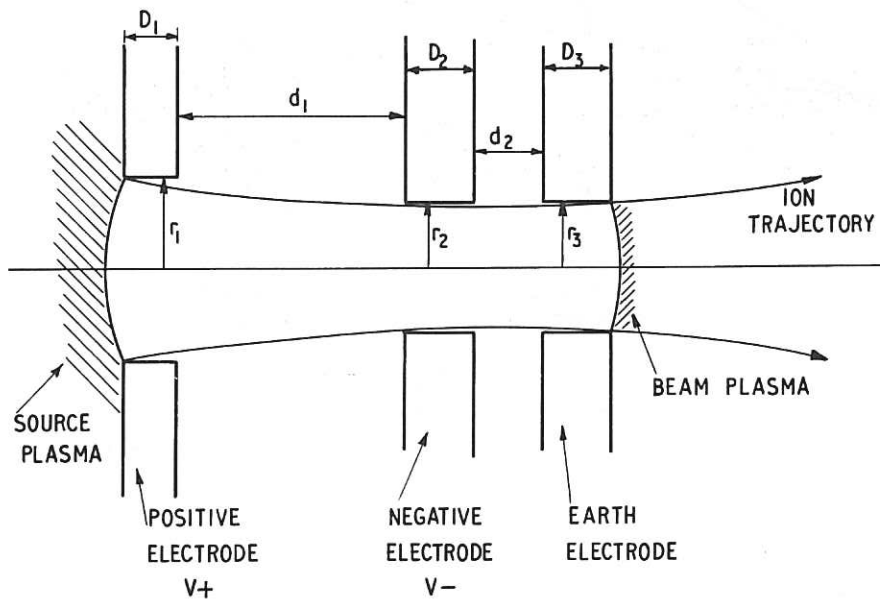 D₁
D₂
D₃
d₁
d₂
r₁
r₂
r₃
ION
TRAJECTORY
BEAM PLASMA
SOURCE
PLASMA
POSITIVE
ELECTRODE
V+
NEGATIVE
ELECTRODE
V−
EARTH
ELECTRODE